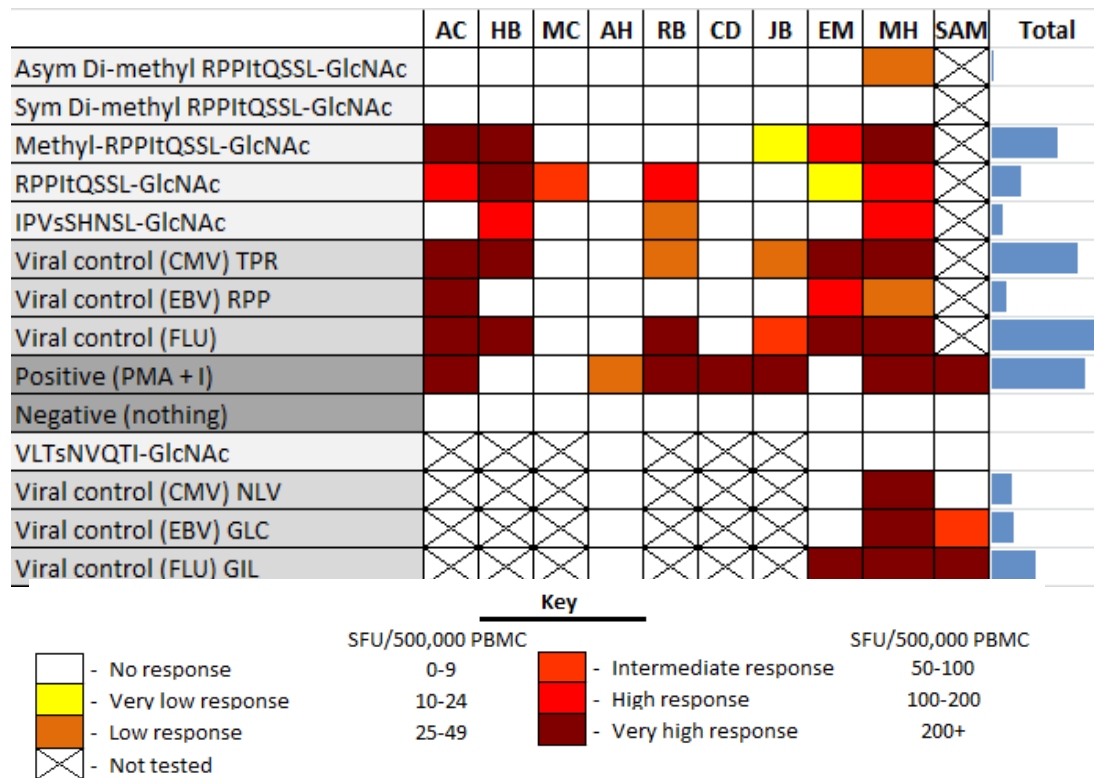 AC HB MC AH RB CD JB EM MH SAM Total
Asym Di-methyl RPPItQSSL-GlcNAc
Sym Di-methyl RPPItQSSL-GlcNAc
Methyl-RPPItQSSL-GlcNAc
RPPItQSSL-GlcNAc
IPVsSHNSL-GlcNAc
Viral control (CMV) TPR
Viral control (EBV) RPP
Viral control (FLU)
Positive (PMA + I)
Negative (nothing)
VLTsNVQTI-GlcNAc
Viral control (CMV) NLV
Viral control (EBV) GLC
Viral control (FLU) GIL
Key
SFU/500,000 PBMC SFU/500,000 PBMC
- No response 0-9 - Intermediate response 50-100
- Very low response 10-24 - High response 100-200
- Low response 25-49 - Very high response 200+
- Not tested